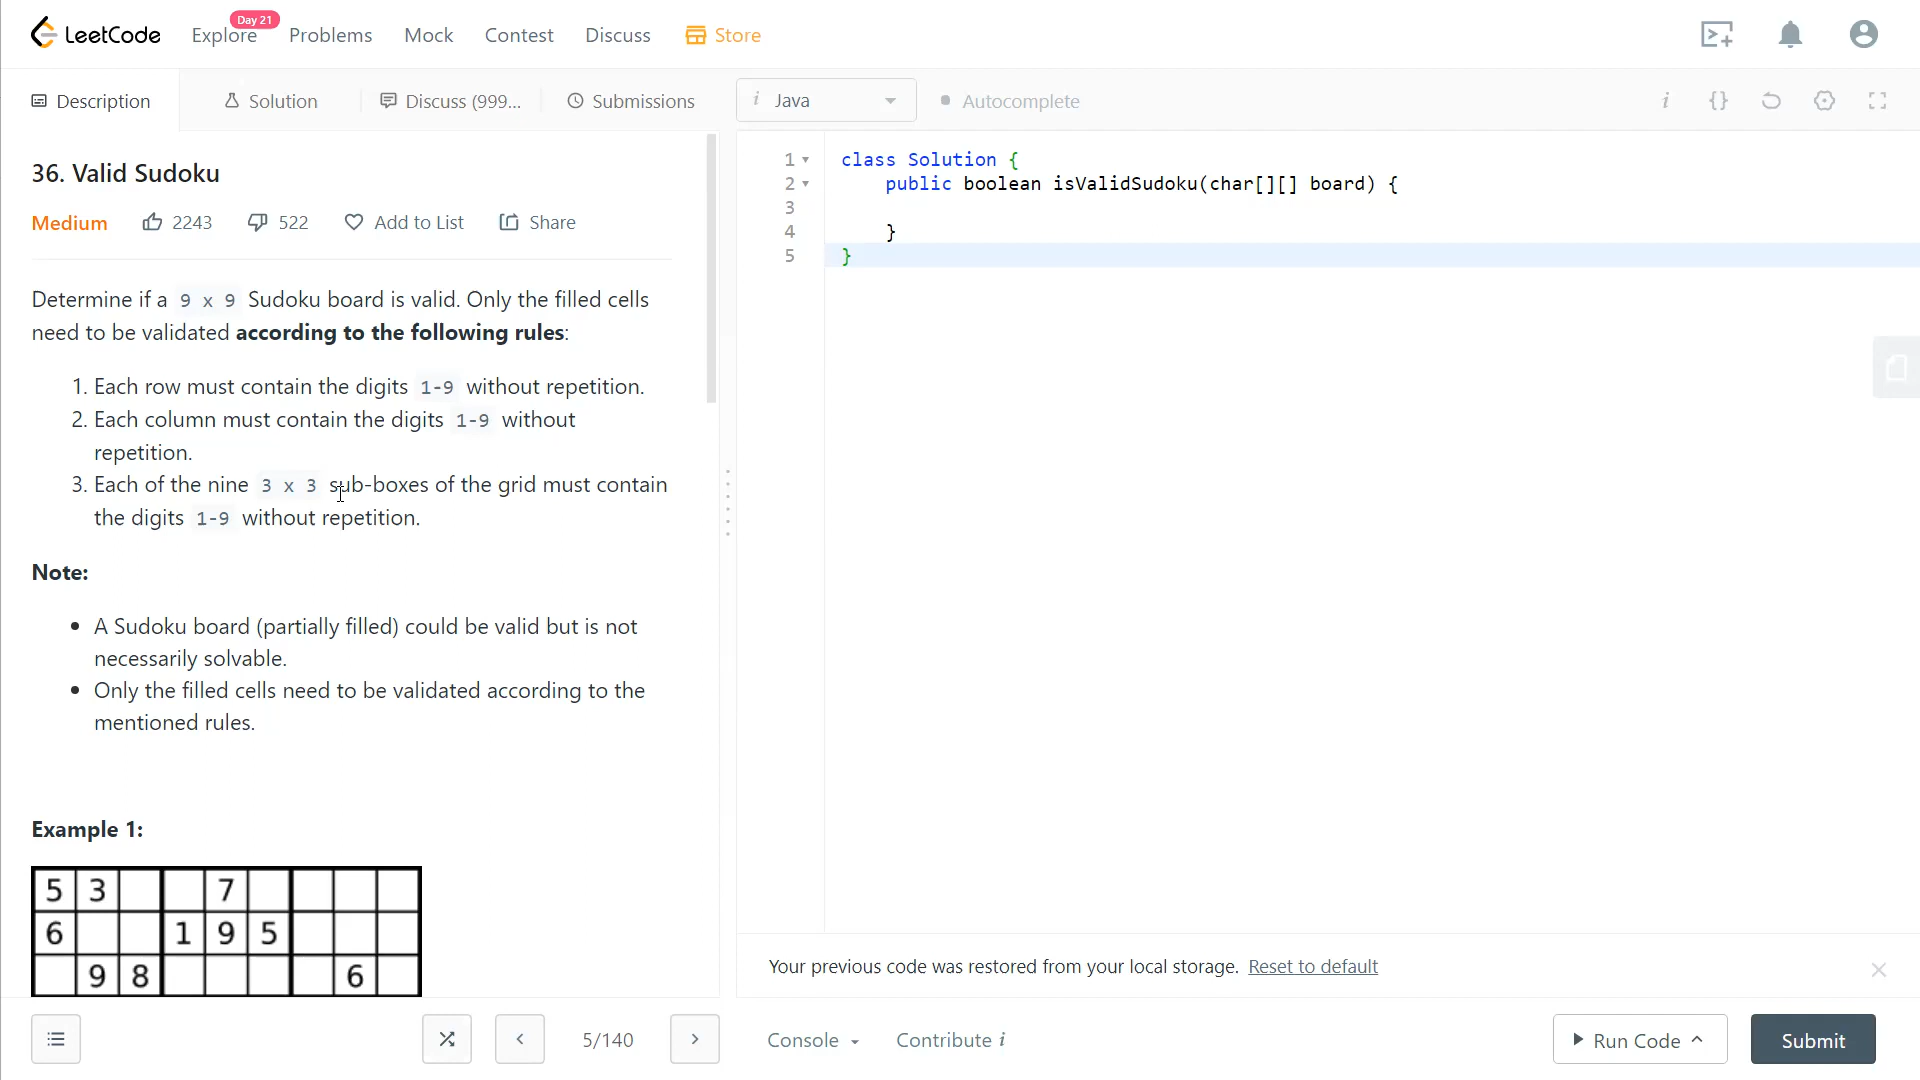 LeetCode
Explore
Day 21
Problems
Mock
Contest
Discuss
Store
Description
Solution
Discuss (999...
Submissions
i Java
Autocomplete
i {}
36. Valid Sudoku
Medium
2243
522
Add to List
Share
Determine if a 9 x 9 Sudoku board is valid. Only the filled cells
need to be validated according to the following rules:
1. Each row must contain the digits 1-9 without repetition.
2. Each column must contain the digits 1-9 without
repetition.
3. Each of the nine 3 x 3 sub-boxes of the grid must contain
the digits 1-9 without repetition.
Note:
• A Sudoku board (partially filled) could be valid but is not
necessarily solvable.
• Only the filled cells need to be validated according to the
mentioned rules.
Example 1:
5 3 7
6 1 9 5
9 8 6
1 class Solution {
2 public boolean isValidSudoku(char[][] board) {
3
4 }
5 }
Your previous code was restored from your local storage. Reset to default
5/140
Console
Contribute i
Run Code
Submit